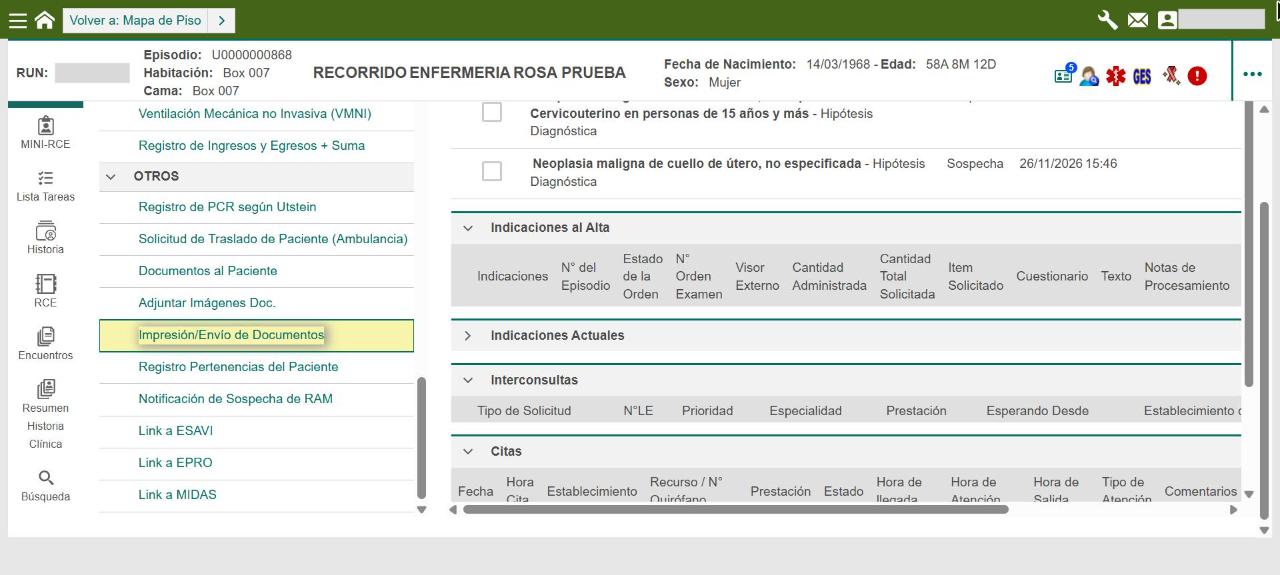 Volver a: Mapa de Piso
RUN:
Episodio: U0000000868
Habitación: Box 007
Cama: Box 007
RECORRIDO ENFERMERIA ROSA PRUEBA
Fecha de Nacimiento: 14/03/1968 - Edad: 58A 8M 12D
Sexo: Mujer
5
GES
MINI-RCE
Lista Tareas
Historia
RCE
Encuentros
Resumen
Historia
Clínica
Búsqueda
Ventilación Mecánica no Invasiva (VMNI)
Registro de Ingresos y Egresos + Suma
OTROS
Registro de PCR según Utstein
Solicitud de Traslado de Paciente (Ambulancia)
Documentos al Paciente
Adjuntar Imágenes Doc.
Impresión/Envío de Documentos
Registro Pertenencias del Paciente
Notificación de Sospecha de RAM
Link a ESAVI
Link a EPRO
Link a MIDAS
Cervicouterino en personas de 15 años y más - Hipótesis
Diagnóstica
Neoplasia maligna de cuello de útero, no especificada - Hipótesis
Diagnóstica
Sospecha
26/11/2026 15:46
Indicaciones al Alta
Indicaciones
N° del
Episodio
Estado
de la
Orden
N°
Orden
Examen
Visor
Externo
Cantidad
Administrada
Cantidad
Total
Solicitada
Item
Solicitado
Cuestionario
Texto
Notas de
Procesamiento
Indicaciones Actuales
Interconsultas
Tipo de Solicitud
N°LE
Prioridad
Especialidad
Prestación
Esperando Desde
Establecimiento
Citas
Fecha
Hora
Cita
Establecimiento
Recurso / N°
Quirófano
Prestación
Estado
Hora de
llegada
Hora de
Atención
Hora de
Salida
Tipo de
Atención
Comentarios